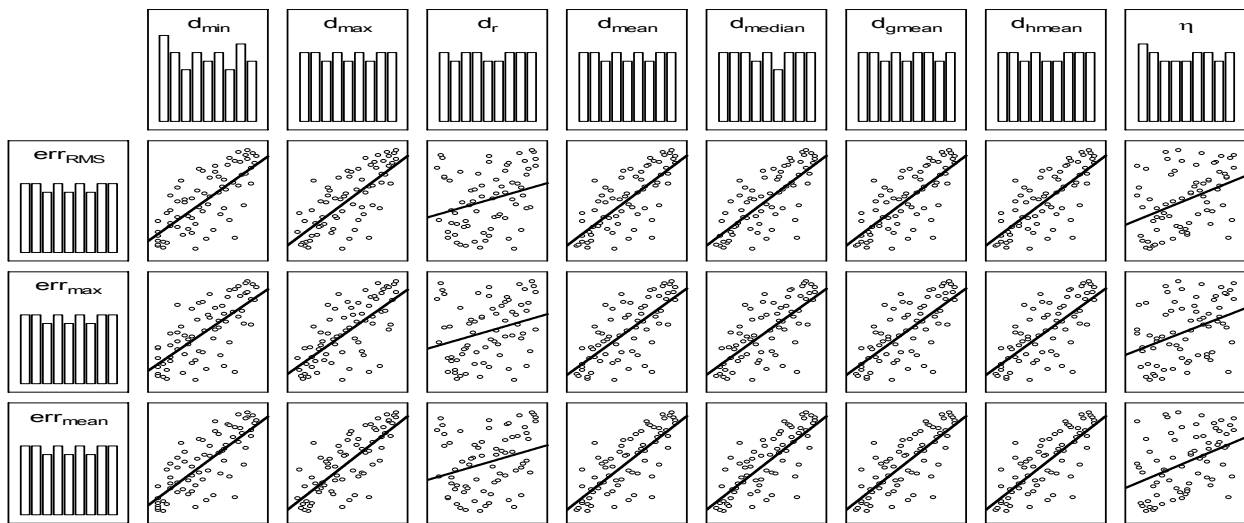 d_min d_max d_r d_mean d_median d_gmean d_hmean η
err_RMS
err_max
err_mean